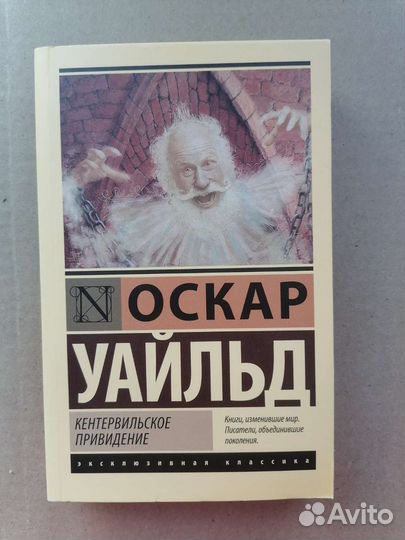 N ОСКАР
УАЙЛЬД
КЕНТЕРВИЛЬСКОЕ
ПРИВИДЕНИЕ
Книги, изменившие мир.
Писатели, объединившие
поколения.
эксклюзивная классика
Avito